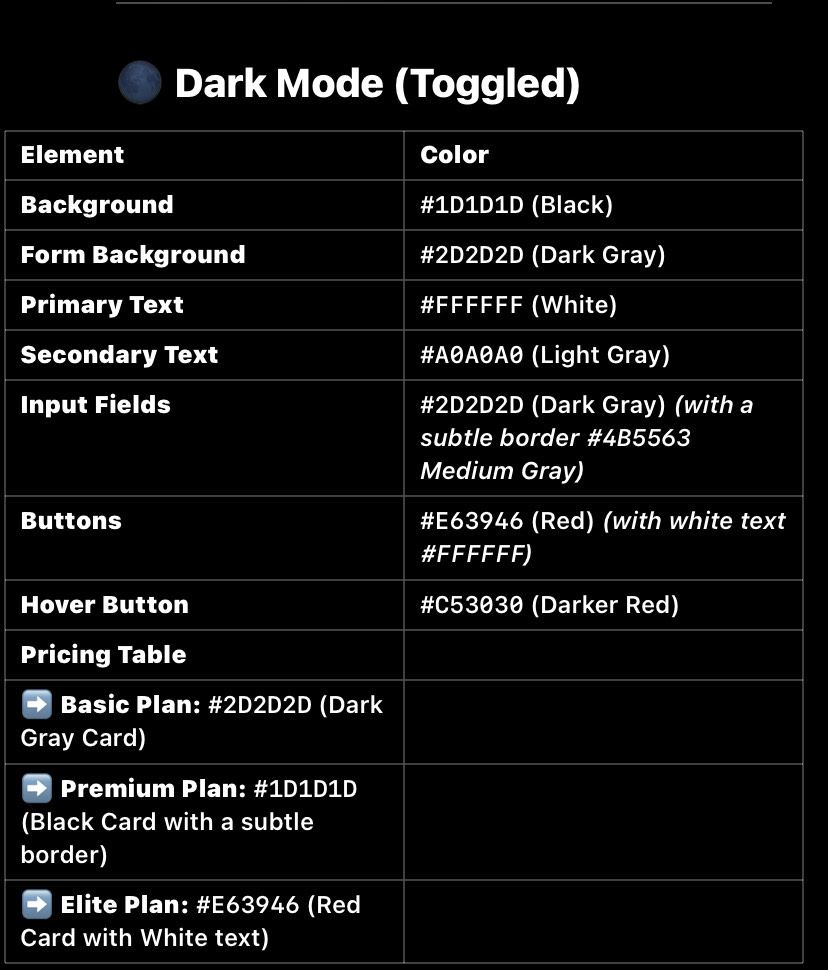 🌑 Dark Mode (Toggled)
Element
Color
Background
#1D1D1D (Black)
Form Background
#2D2D2D (Dark Gray)
Primary Text
#FFFFFF (White)
Secondary Text
#A0A0A0 (Light Gray)
Input Fields
#2D2D2D (Dark Gray) (with a
subtle border #4B5563
Medium Gray)
Buttons
#E63946 (Red) (with white text
#FFFFFF)
Hover Button
#C53030 (Darker Red)
Pricing Table
➡️ Basic Plan: #2D2D2D (Dark
Gray Card)
➡️ Premium Plan: #1D1D1D
(Black Card with a subtle
border)
➡️ Elite Plan: #E63946 (Red
Card with White text)